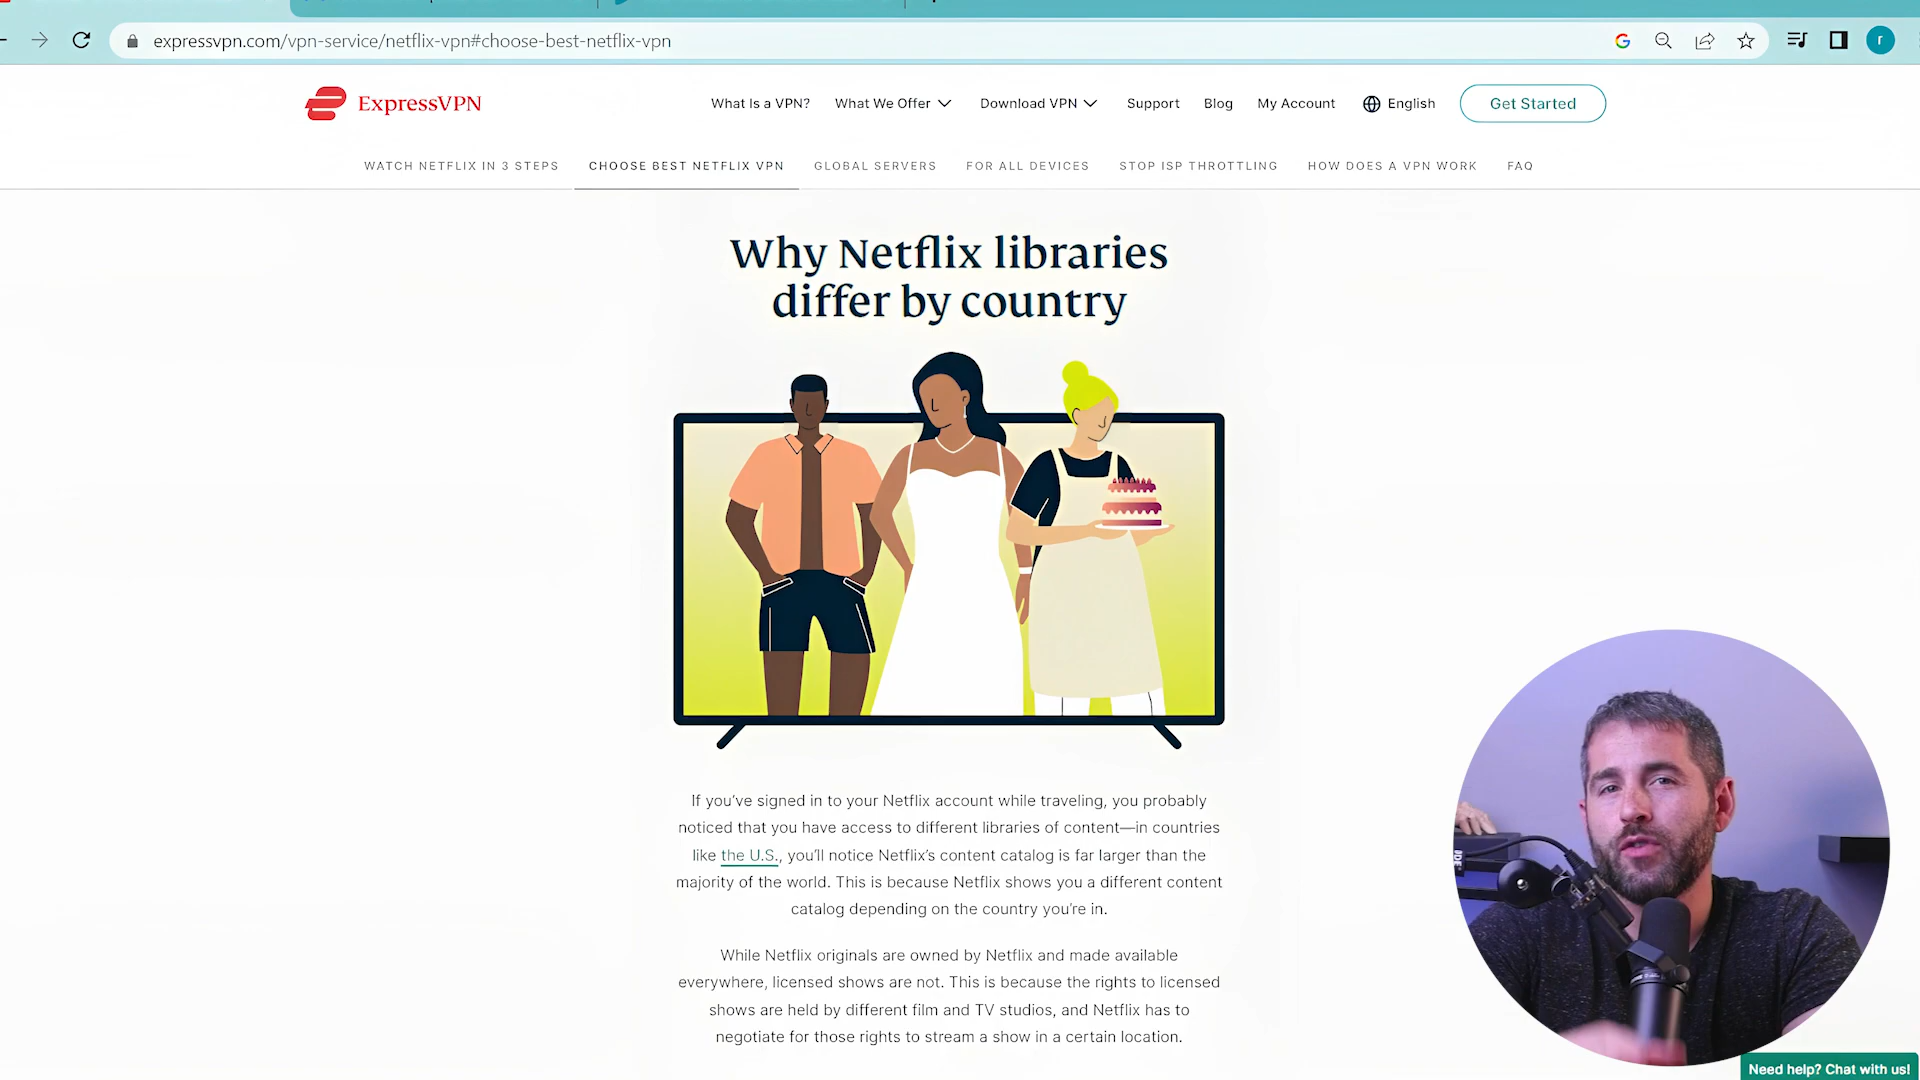 expressvpn.com/vpn-service/netflix-vpn#choose-best-netflix-vpn
r
ExpressVPN
What Is a VPN? What We Offer Download VPN Support Blog My Account English Get Started
WATCH NETFLIX IN 3 STEPS CHOOSE BEST NETFLIX VPN GLOBAL SERVERS FOR ALL DEVICES STOP ISP THROTTLING HOW DOES A VPN WORK FAQ
Why Netflix libraries
differ by country
If you’ve signed in to your Netflix account while traveling, you probably
noticed that you have access to different libraries of content—in countries
like the U.S., you’ll notice Netflix’s content catalog is far larger than the
majority of the world. This is because Netflix shows you a different content
catalog depending on the country you’re in.
While Netflix originals are owned by Netflix and made available
everywhere, licensed shows are not. This is because the rights to licensed
shows are held by different film and TV studios, and Netflix has to
negotiate for those rights to stream a show in a certain location.
Need help? Chat with us!